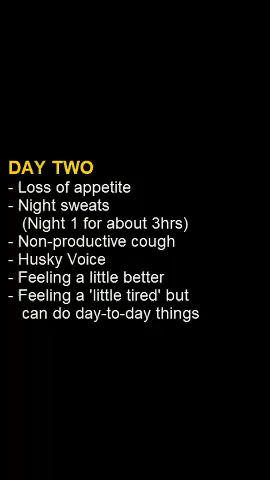 DAY TWO
- Loss of appetite
- Night sweats
(Night 1 for about 3hrs)
- Non-productive cough
- Husky Voice
- Feeling a little better
- Feeling a 'little tired' but
can do day-to-day things